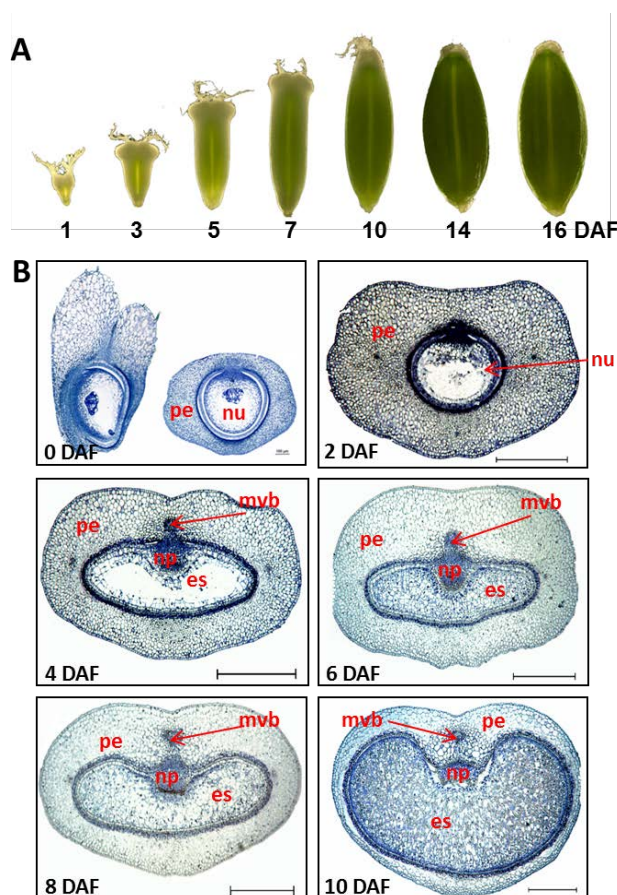 A
1 3 5 7 10 14 16 DAF
B
pe nu
0 DAF
pe
nu
2 DAF
mvb
pe
np
es
4 DAF
mvb
pe
np
es
6 DAF
mvb
pe
np
es
8 DAF
mvb pe
np
es
10 DAF